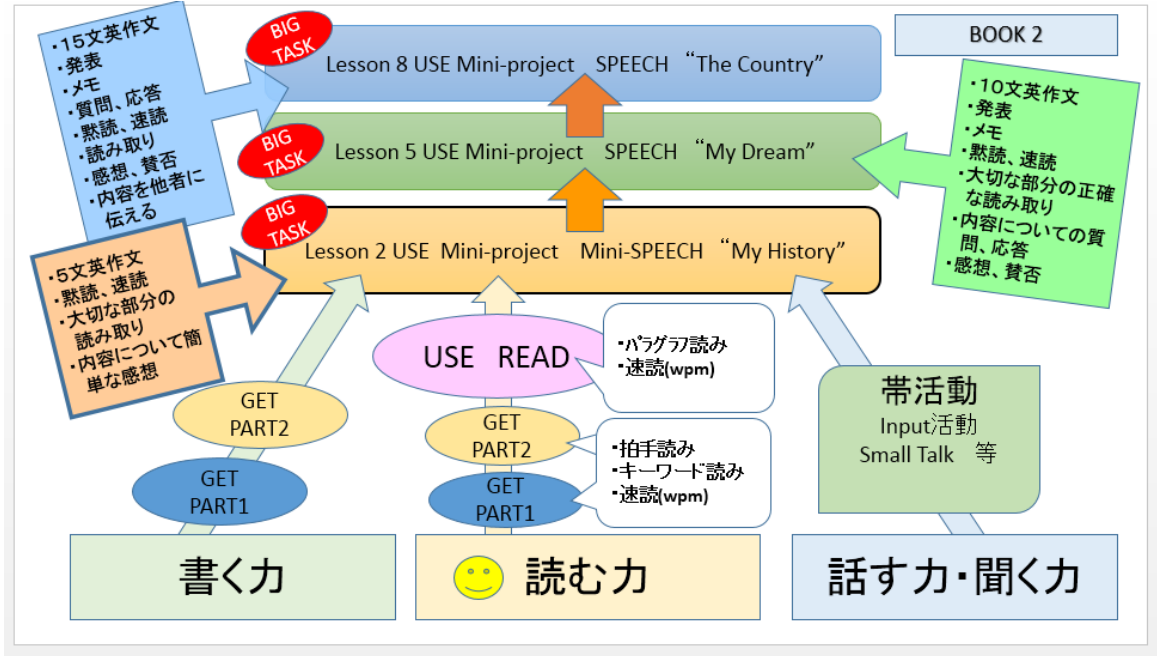 BOOK 2
・15文英作文
・発表
・メモ
・質問、応答
・黙読、速読
・読み取り
・感想、賛否
・内容を他者に
伝える
BIG
TASK
Lesson 8 USE Mini-project　SPEECH　“The Country”
BIG
TASK
Lesson 5 USE Mini-project　SPEECH　“My Dream”
・10文英作文
・発表
・メモ
・黙読、速読
・大切な部分の正確
な読み取り
・内容についての質
問、応答
・感想、賛否
BIG
TASK
Lesson 2 USE Mini-project　Mini-SPEECH　“My History”
・5文英作文
・黙読、速読
・大切な部分の
読み取り
・内容について簡
単な感想
USE　READ
・パラグラフ読み
・速読(wpm)
GET
PART2
GET
PART1
GET
PART2
GET
PART1
・拍手読み
・キーワード読み
・速読(wpm)
帯活動
Input活動
Small Talk　等
書く力
読む力
話す力・聞く力